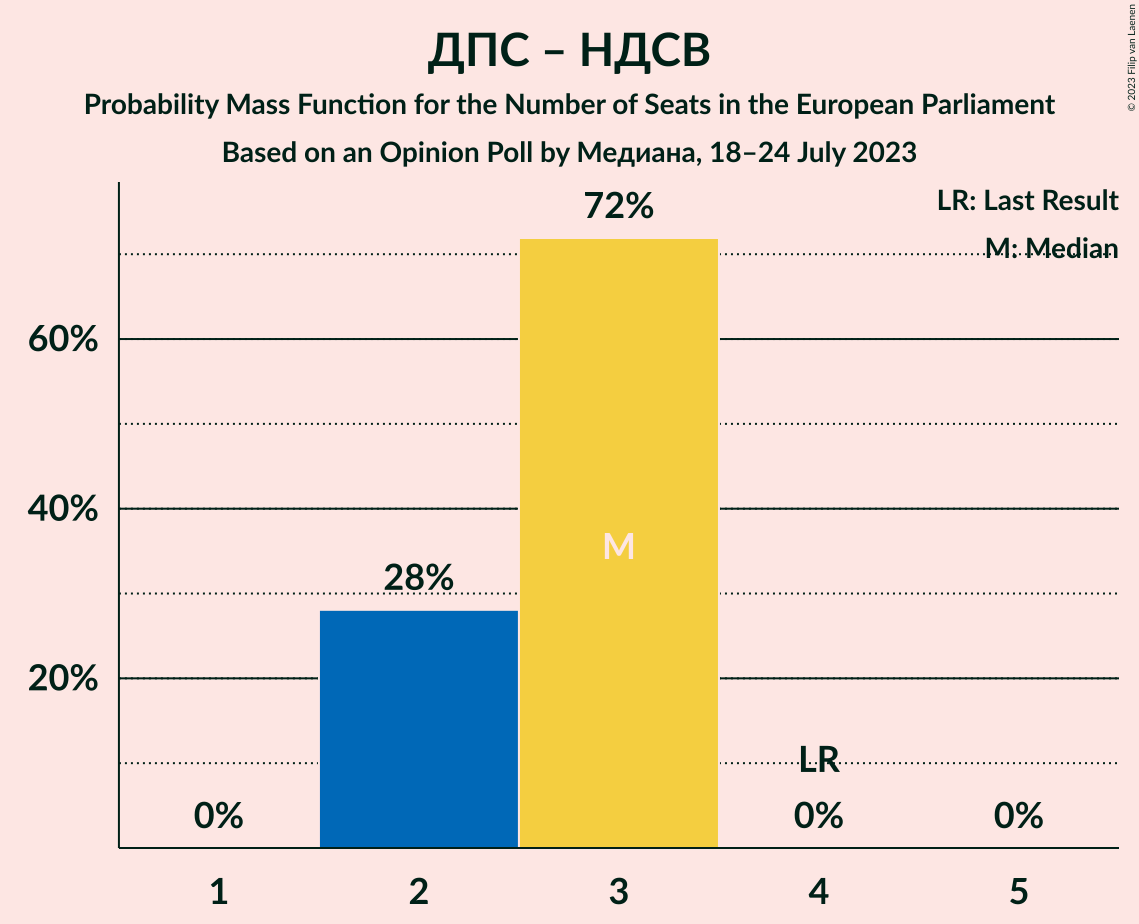 ДПС – НДСВ
Probability Mass Function for the Number of Seats in the European Parliament
Based on an Opinion Poll by Медиана, 18–24 July 2023
© 2023 Filip van Laenen
LR: Last Result
M: Median
72%
60%
40%
20%
28%
M
LR
0%
0%
0%
1
2
3
4
5